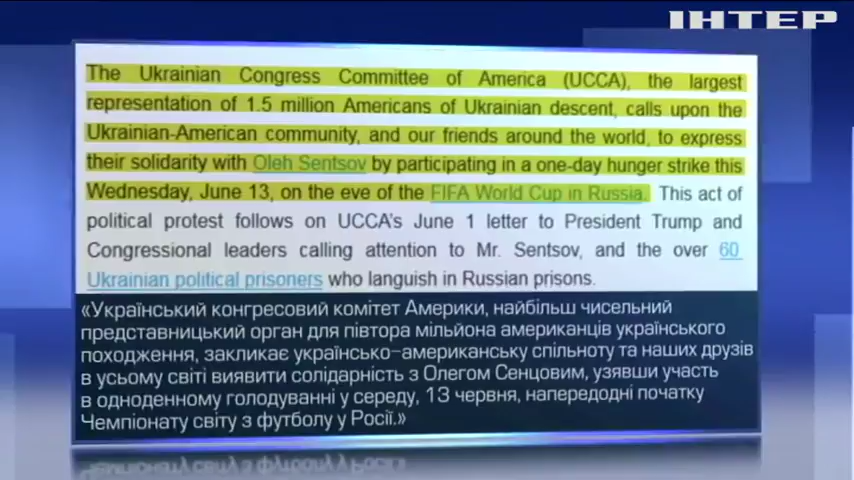 ІНТЕР
The Ukrainian Congress Committee of America (UCCA), the largest
representation of 1.5 million Americans of Ukrainian descent, calls upon the
Ukrainian-American community, and our friends around the world, to express
their solidarity with Oleh Sentsov by participating in a one-day hunger strike this
Wednesday, June 13, on the eve of the FIFA World Cup in Russia. This act of
political protest follows on UCCA's June 1 letter to President Trump and
Congressional leaders calling attention to Mr. Sentsov, and the over 60
Ukrainian political prisoners who languish in Russian prisons.
«Український конгресовий комітет Америки, найбільш чисельний
представницький орган для півтора мільйона американців українського
походження, закликає українсько-американську спільноту та наших друзів
в усьому світі виявити солідарність з Олегом Сенцовим, узявши участь
в одноденному голодуванні у середу, 13 червня, напередодні початку
Чемпіонату світу з футболу у Росії.»